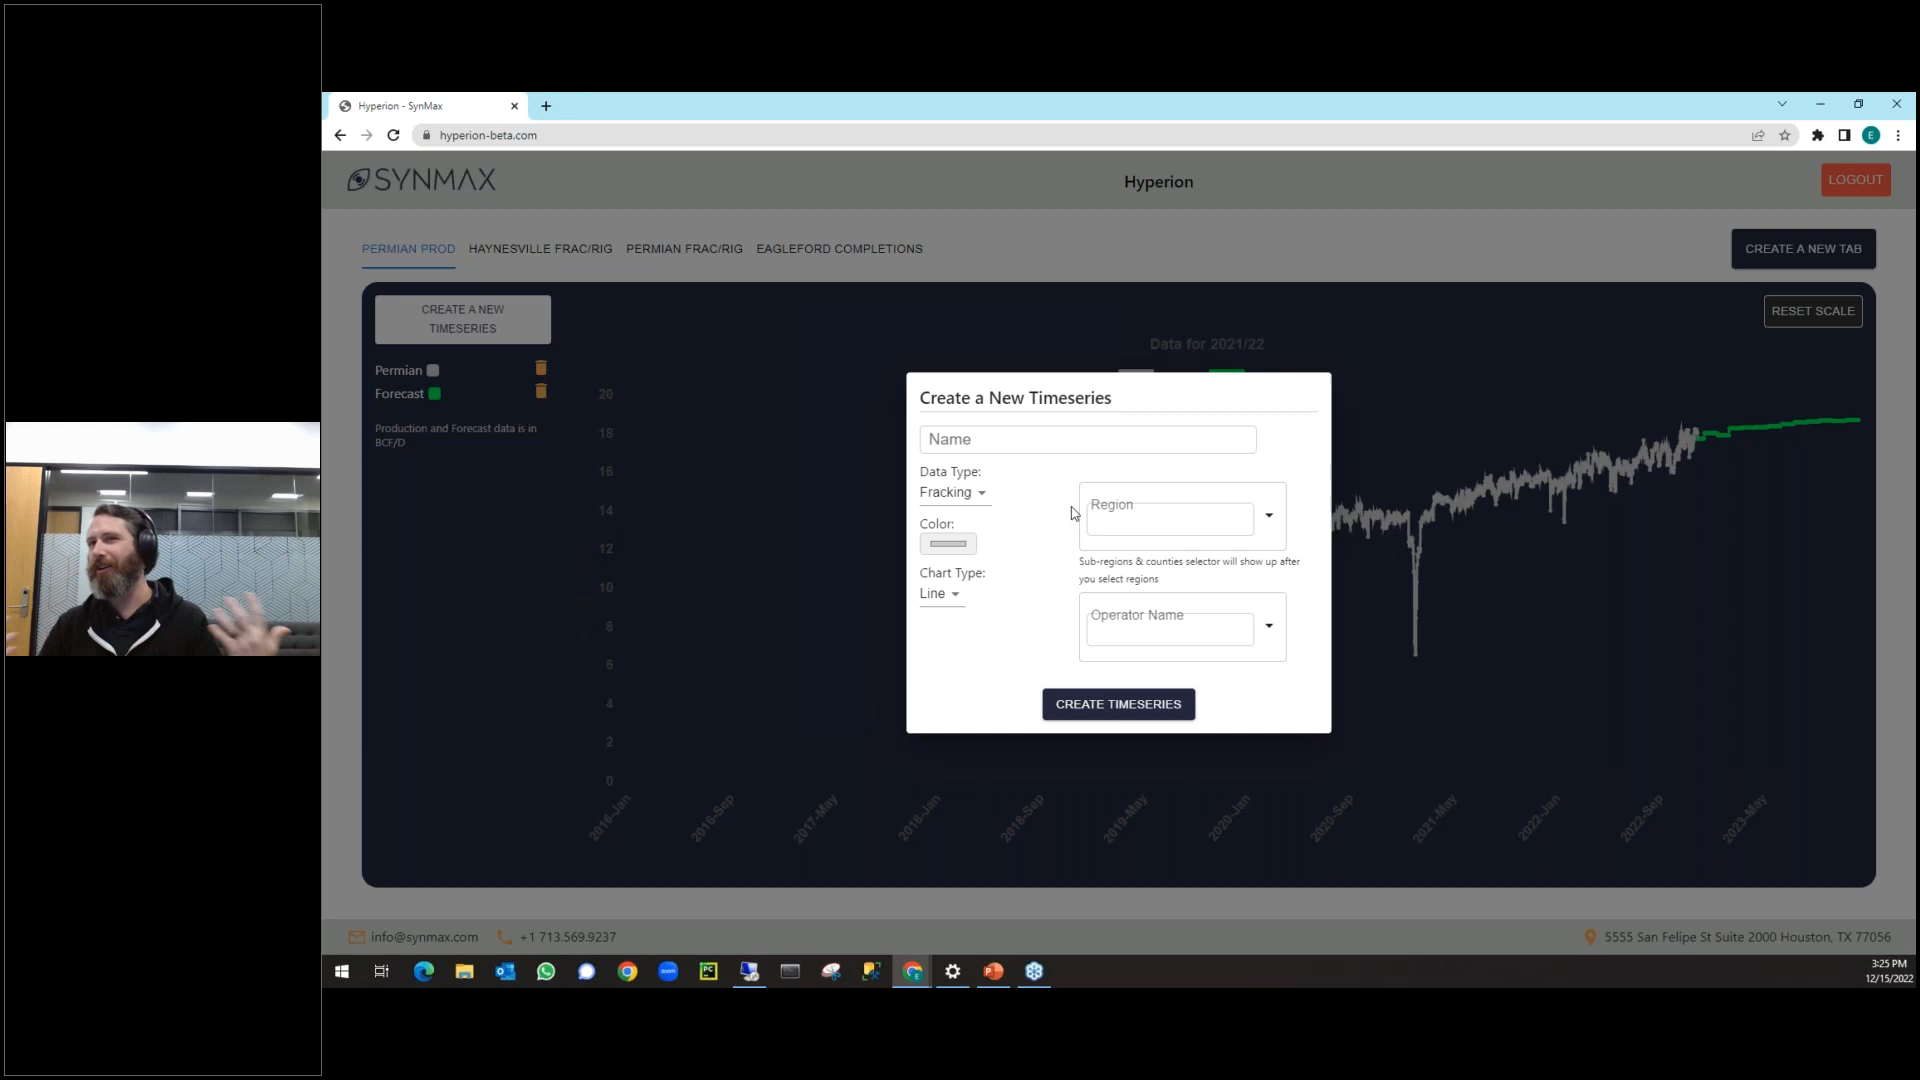 Hyperion - SynMax
hyperion-beta.com
E
SYNMAX
Hyperion
LOGOUT
PERMIAN PROD HAYNESVILLE FRAC/RIG PERMIAN FRAC/RIG EAGLEFORD COMPLETIONS
CREATE A NEW TAB
CREATE A NEW
TIMESERIES
RESET SCALE
Permian
Forecast
Production and Forecast data is in
BCF/D
Data for 2021/22
20
18
16
14
12
10
8
6
4
2
0
2016-Jan
2016-Sep
2017-May
2018-Jan
2018-Sep
2019-May
2020-Jan
2020-Sep
2021-May
2022-Jan
2022-Sep
2023-May
Create a New Timeseries
Name
Data Type:
Fracking
Color:
Chart Type:
Line
Region
Sub-regions & counties selector will show up after
you select regions
Operator Name
CREATE TIMESERIES
info@synmax.com
+1 713.569.9237
5555 San Felipe St Suite 2000 Houston, TX 77056
zoom
PC
P
E
3:25 PM
12/15/2022